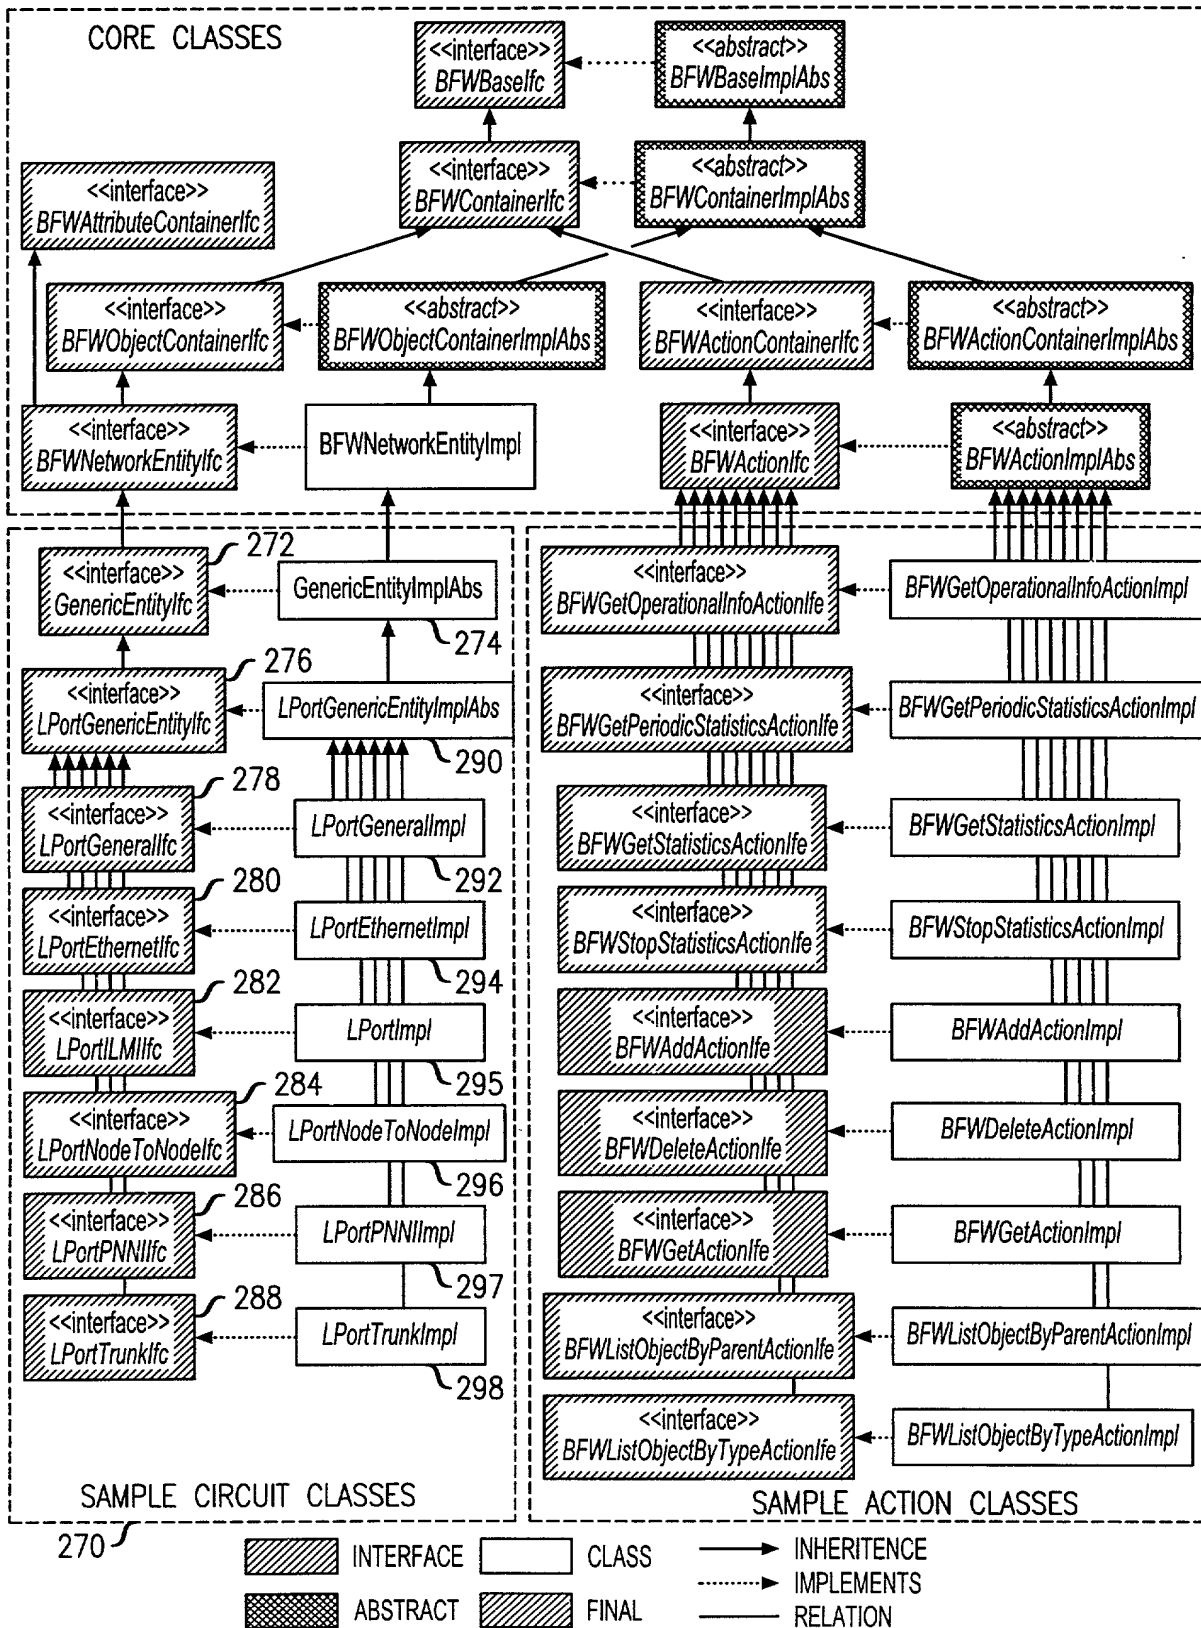 CORE CLASSES
<<interface>>
BFWBaseIfc
<<abstract>>
BFWBaseImplAbs
<<interface>>
BFWContainerIfc
<<abstract>>
BFWContainerImplAbs
<<interface>>
BFWAttributeContainerIfc
<<interface>>
BFWObjectContainerIfc
<<abstract>>
BFWObjectContainerImplAbs
<<interface>>
BFWActionContainerIfc
<<abstract>>
BFWActionContainerImplAbs
<<interface>>
BFWNetworkEntityIfc
BFWNetworkEntityImpl
<<interface>>
BFWActionIfc
<<abstract>>
BFWActionImplAbs
272
<<interface>>
GenericEntityIfc
GenericEntityImplAbs
274
276
<<interface>>
LPortGenericEntityIfc
LPortGenericEntityImplAbs
290
278
<<interface>>
LPortGeneralIfc
LPortGeneralImpl
292
280
<<interface>>
LPortEthernetIfc
LPortEthernetImpl
294
282
<<interface>>
LPortILMIIfc
LPortImpl
295
284
<<interface>>
LPortNodeToNodeIfc
LPortNodeToNodeImpl
296
286
<<interface>>
LPortPNNIIfc
LPortPNNIImpl
297
288
<<interface>>
LPortTrunkIfc
LPortTrunkImpl
298
SAMPLE CIRCUIT CLASSES
270
<<interface>>
BFWGetOperationalInfoActionIfe
BFWGetOperationalInfoActionImpl
<<interface>>
BFWGetPeriodicStatisticsActionIfe
BFWGetPeriodicStatisticsActionImpl
<<interface>>
BFWGetStatisticsActionIfe
BFWGetStatisticsActionImpl
<<interface>>
BFWStopStatisticsActionIfe
BFWStopStatisticsActionImpl
<<interface>>
BFWAddActionIfe
BFWAddActionImpl
<<interface>>
BFWDeleteActionIfe
BFWDeleteActionImpl
<<interface>>
BFWGetActionIfe
BFWGetActionImpl
<<interface>>
BFWListObjectByParentActionIfe
BFWListObjectByParentActionImpl
<<interface>>
BFWListObjectByTypeActionIfe
BFWListObjectByTypeActionImpl
SAMPLE ACTION CLASSES
INTERFACE
CLASS
INHERITENCE
IMPLEMENTS
ABSTRACT
FINAL
RELATION